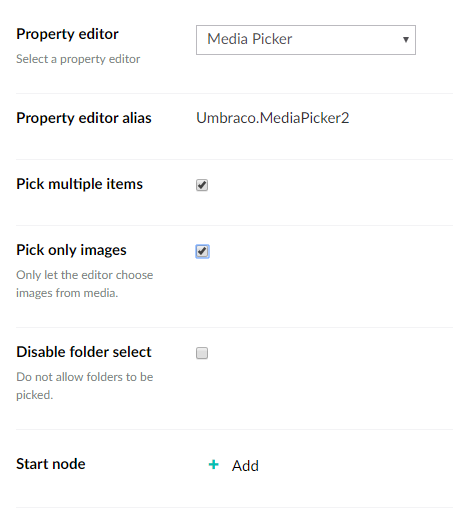 Property editor
Media Picker
Select a property editor
Property editor alias
Umbraco.MediaPicker2
Pick multiple items
Pick only images
Only let the editor choose
images from media.
Disable folder select
Do not allow folders to be
picked.
Start node
+ Add